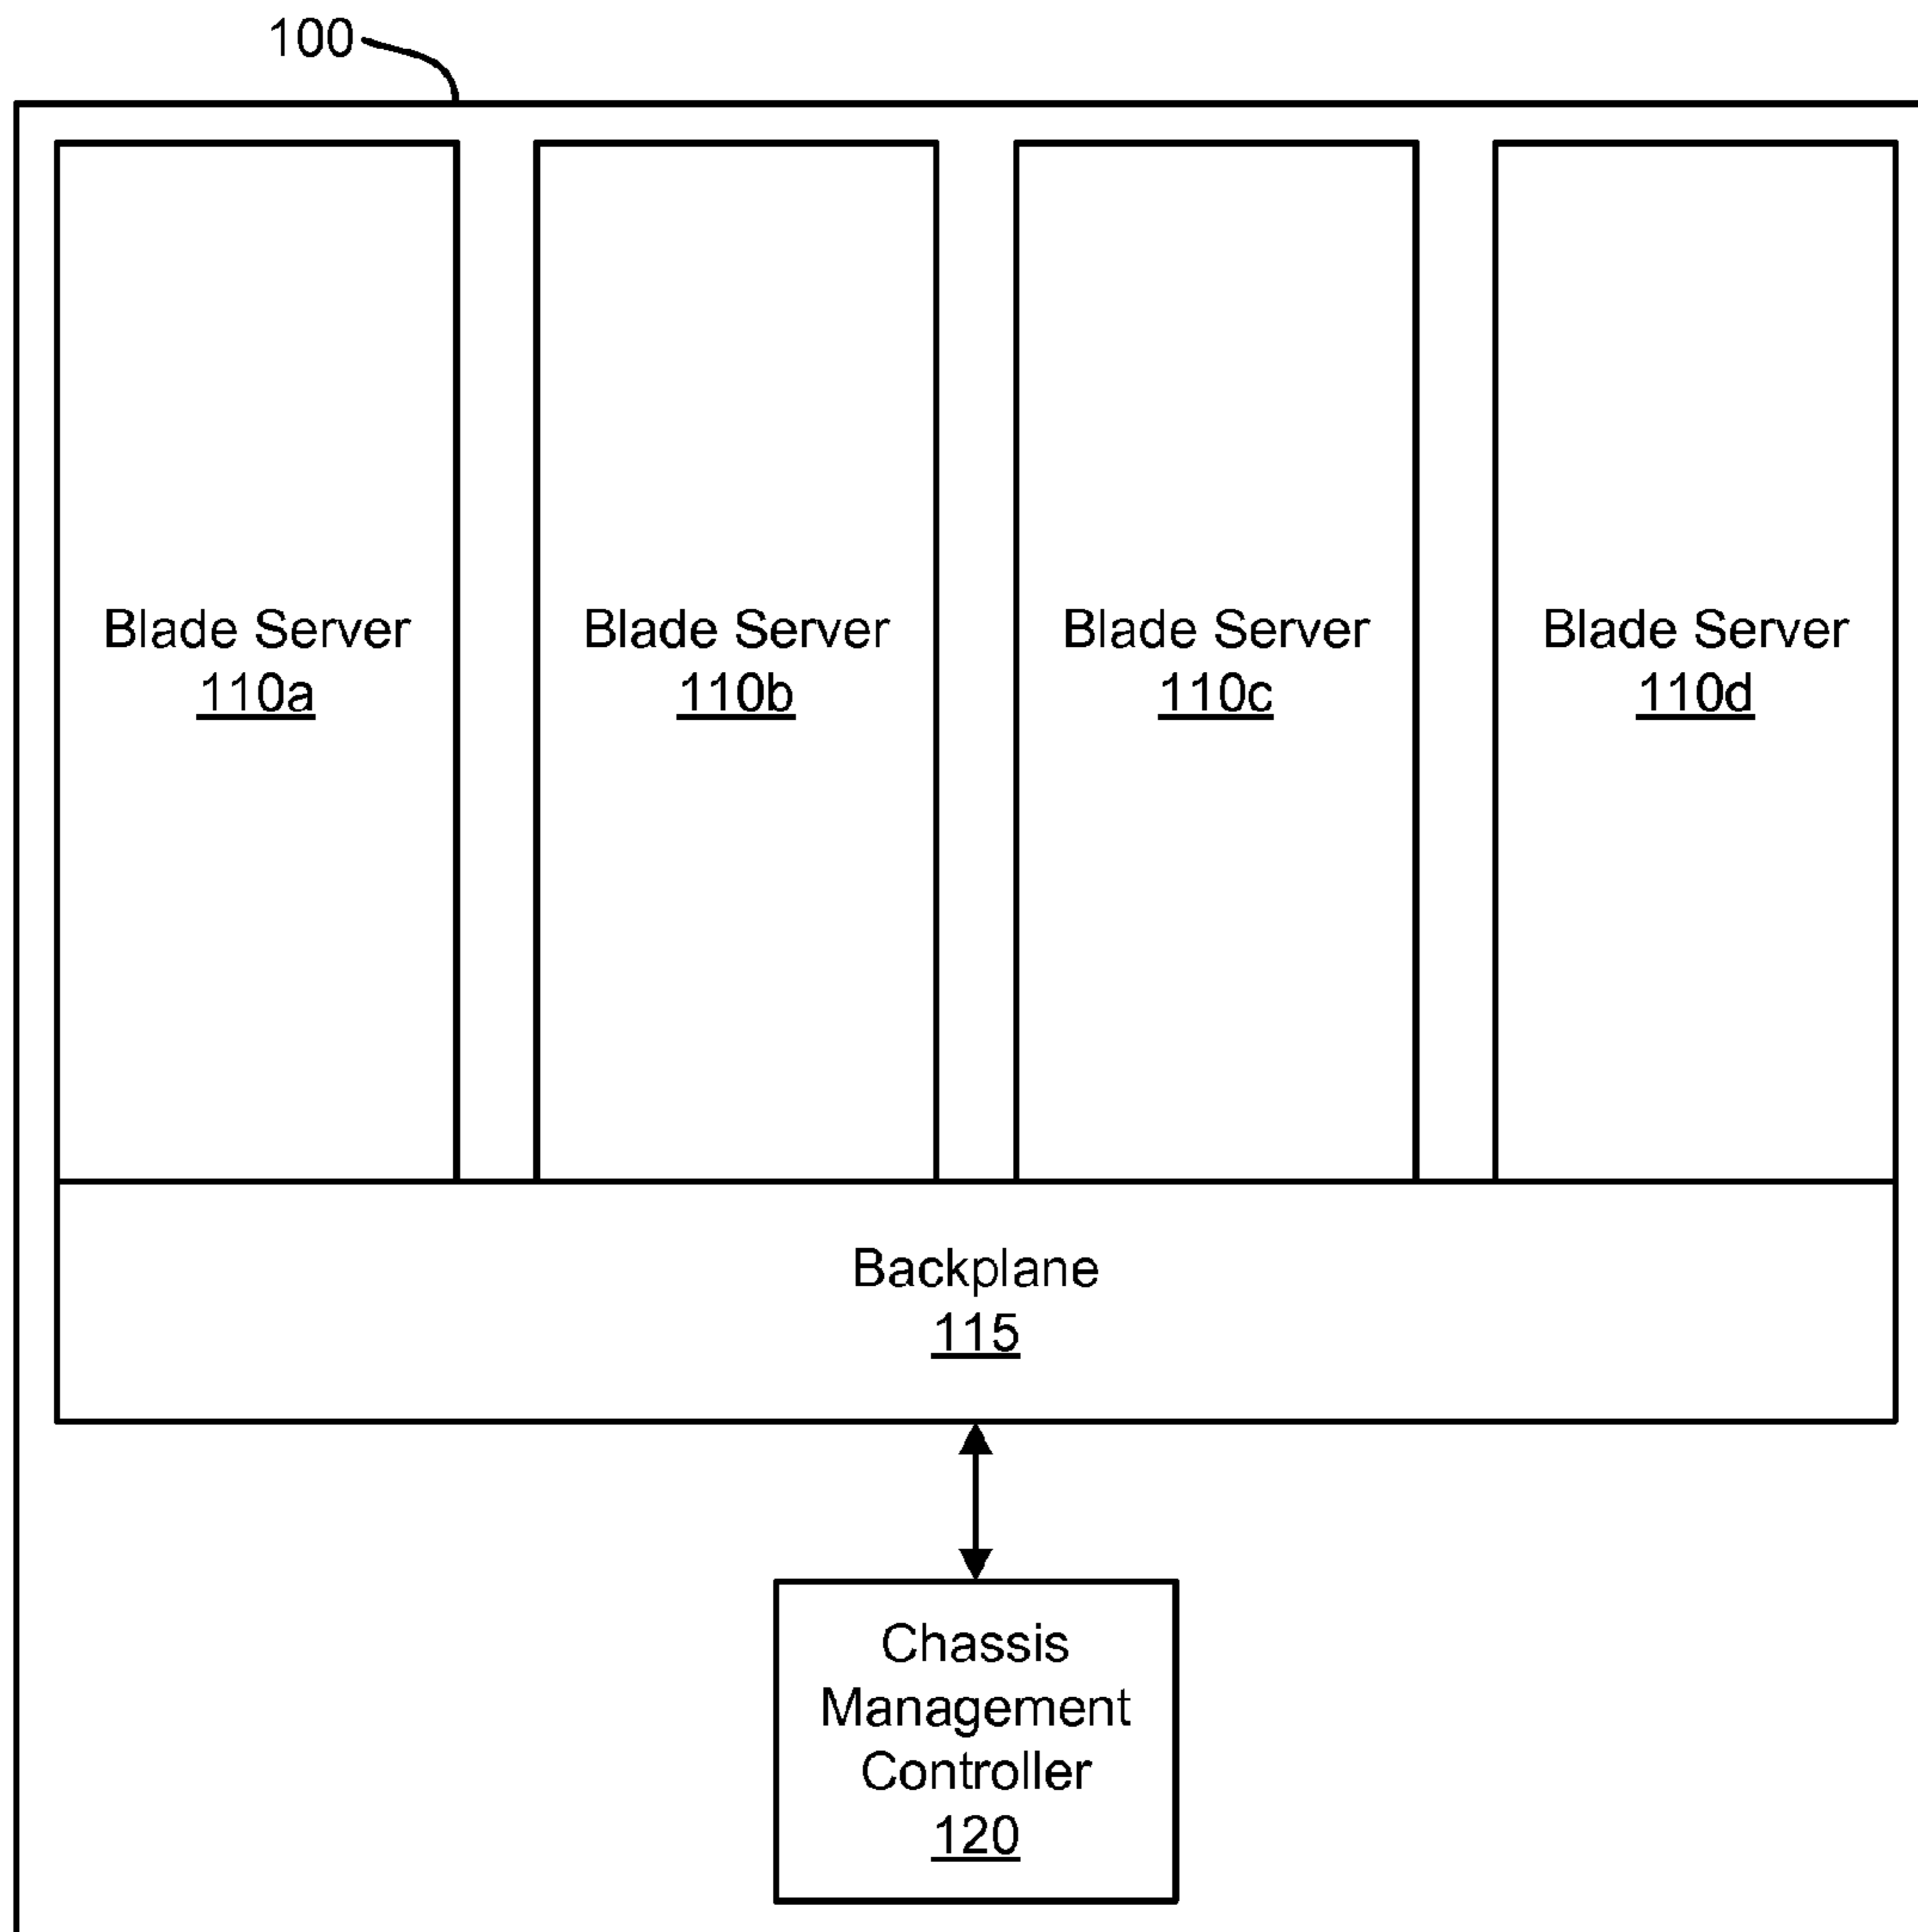 100
Blade Server
110a
Blade Server
110b
Blade Server
110c
Blade Server
110d
Backplane
115
Chassis
Management
Controller
120